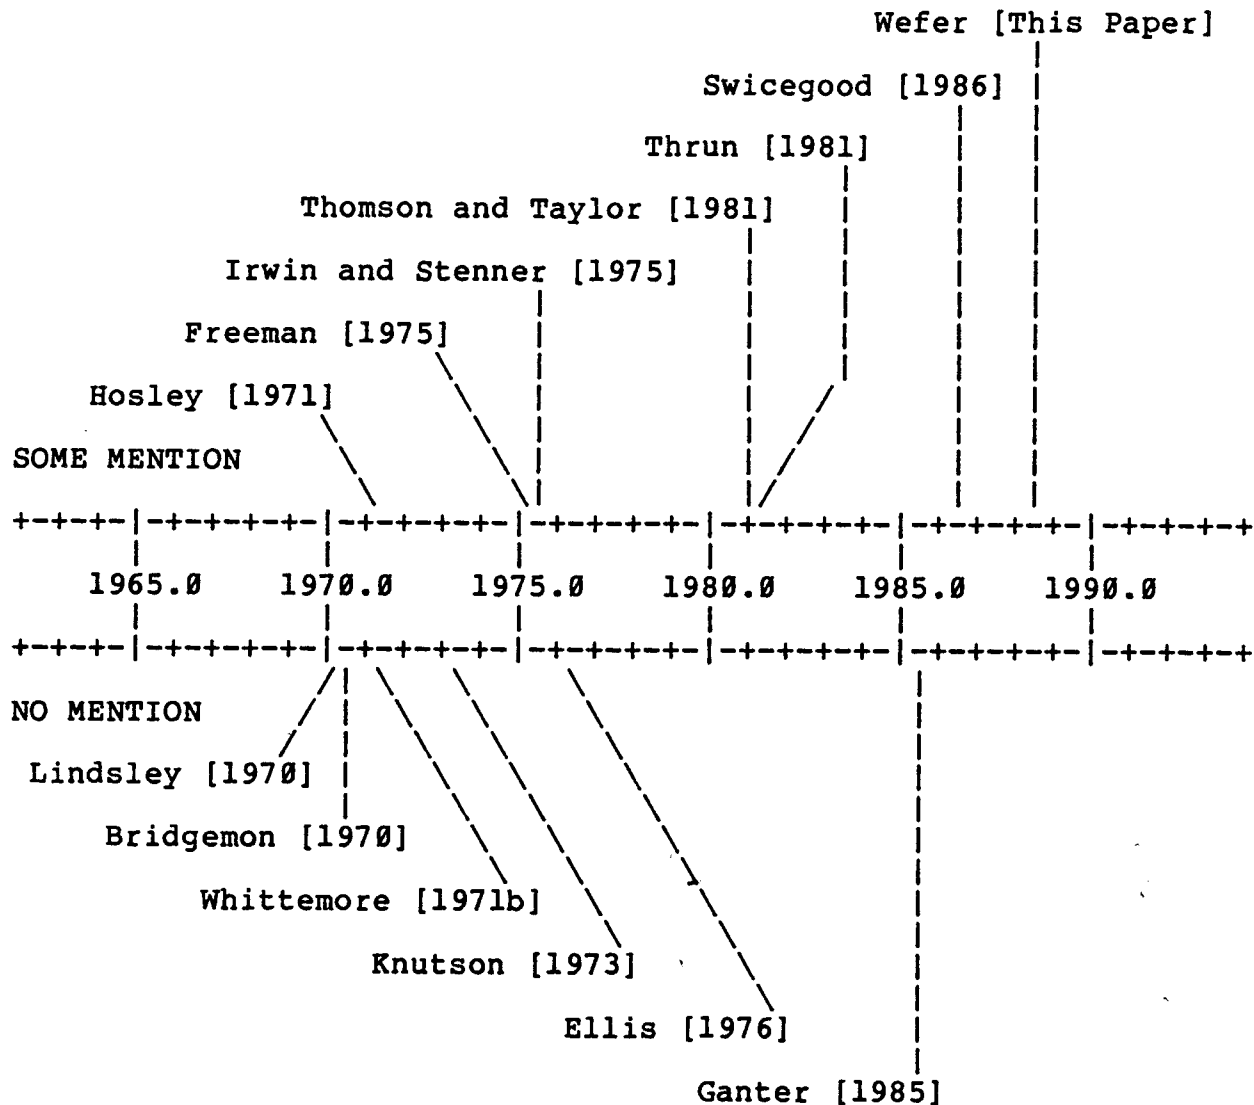 Wefer [This Paper]
Swicegood [1986]
Thrun [1981]
Thomson and Taylor [1981]
Irwin and Stenner [1975]
Freeman [1975]
Hosley [1971]
SOME MENTION
+-+-+-|-+-+-+-+-|-+-+-+-+-|-+-+-+-+-|-+-+-+-+-|-+-+-+-+-|-+-+-+-+
1965.0 1970.0 1975.0 1980.0 1985.0 1990.0
+-+-+-|-+-+-+-+-|-+-+-+-+-|-+-+-+-+-|-+-+-+-+-|-+-+-+-+-|-+-+-+-+
NO MENTION
Lindsley [1970]
Bridgemon [1970]
Whittemore [1971b]
Knutson [1973]
Ellis [1976]
Ganter [1985]